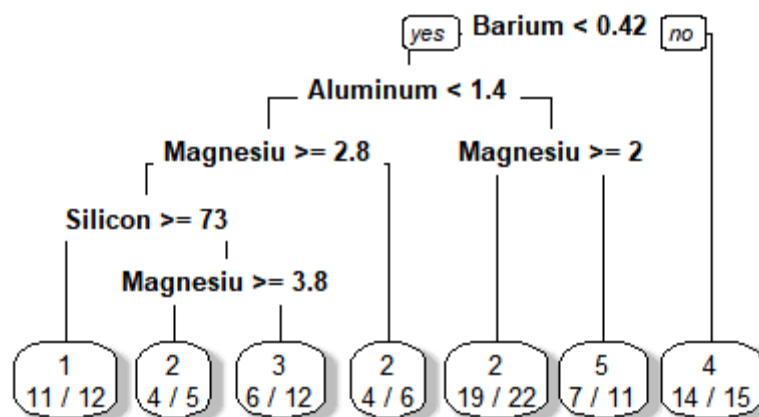 yes Barium < 0.42 no
Aluminum < 1.4
Magnesiu >= 2.8 Magnesiu >= 2
Silicon >= 73
Magnesiu >= 3.8
1 2 3 2 2 5 4
11 / 12 4 / 5 6 / 12 4 / 6 19 / 22 7 / 11 14 / 15